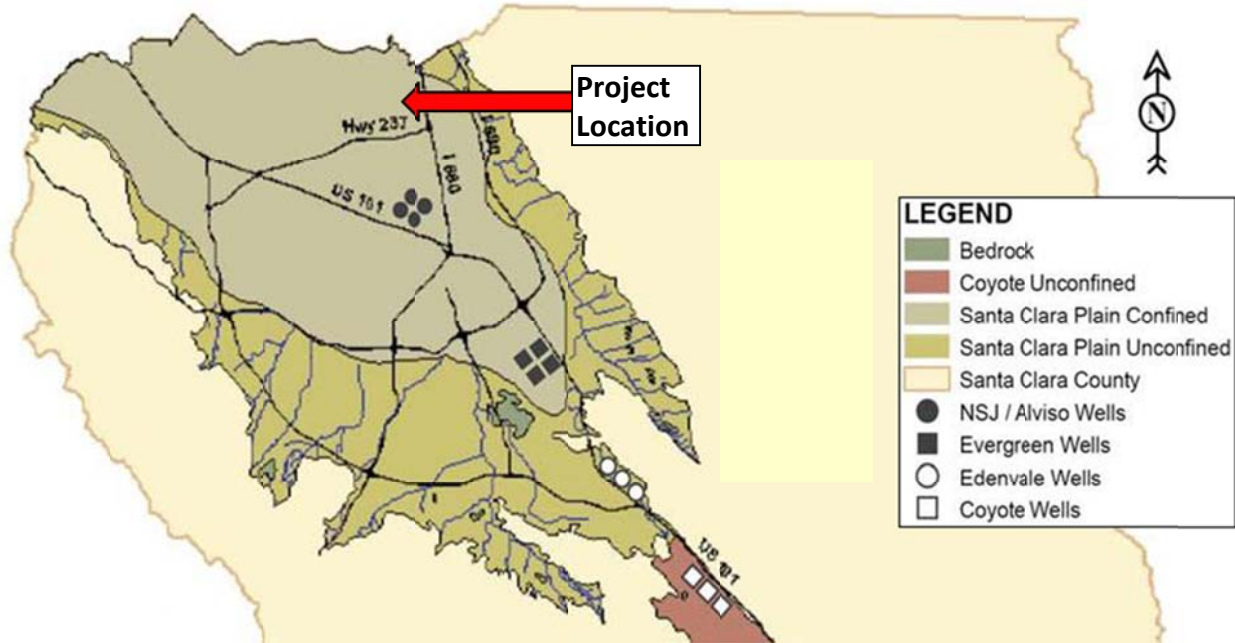 Project
Location
N
Hwy 237
I 680
I 880
US 101
US 101
LEGEND
Bedrock
Coyote Unconfined
Santa Clara Plain Confined
Santa Clara Plain Unconfined
Santa Clara County
NSJ / Alviso Wells
Evergreen Wells
Edenvale Wells
Coyote Wells